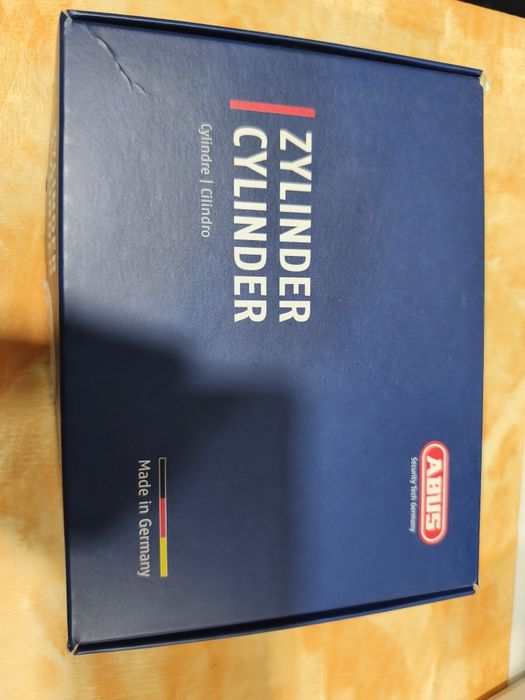 ZYLINDER
CYLINDER
Cylindre | Cilindro
ABUS
Security Tech Germany
Made in Germany